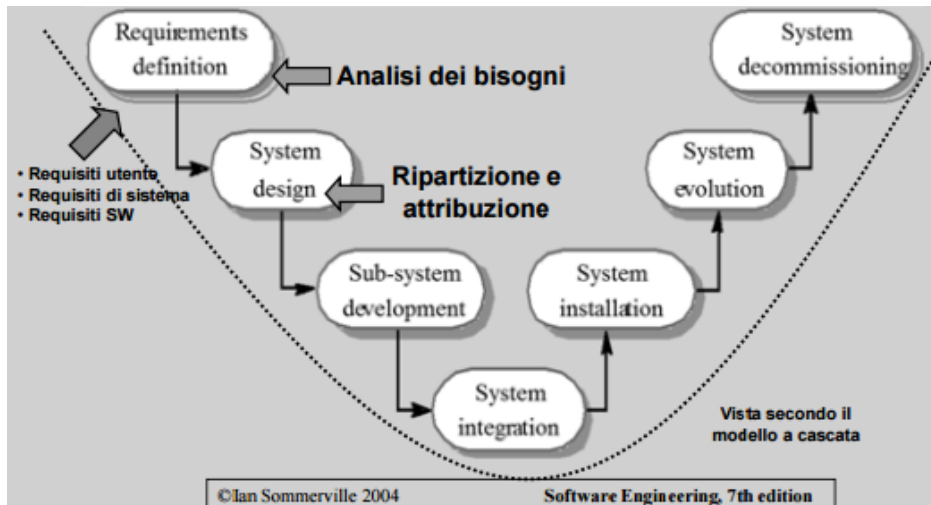 Requirements
definition
System
decommissioning
Analisi dei bisogni
• Requisiti utente
• Requisiti di sistema
• Requisiti SW
System
design
Ripartizione e
attribuzione
System
evolution
Sub-system
development
System
installation
System
integration
Vista secondo il
modello a cascata
©Ian Sommerville 2004 Software Engineering, 7th edition